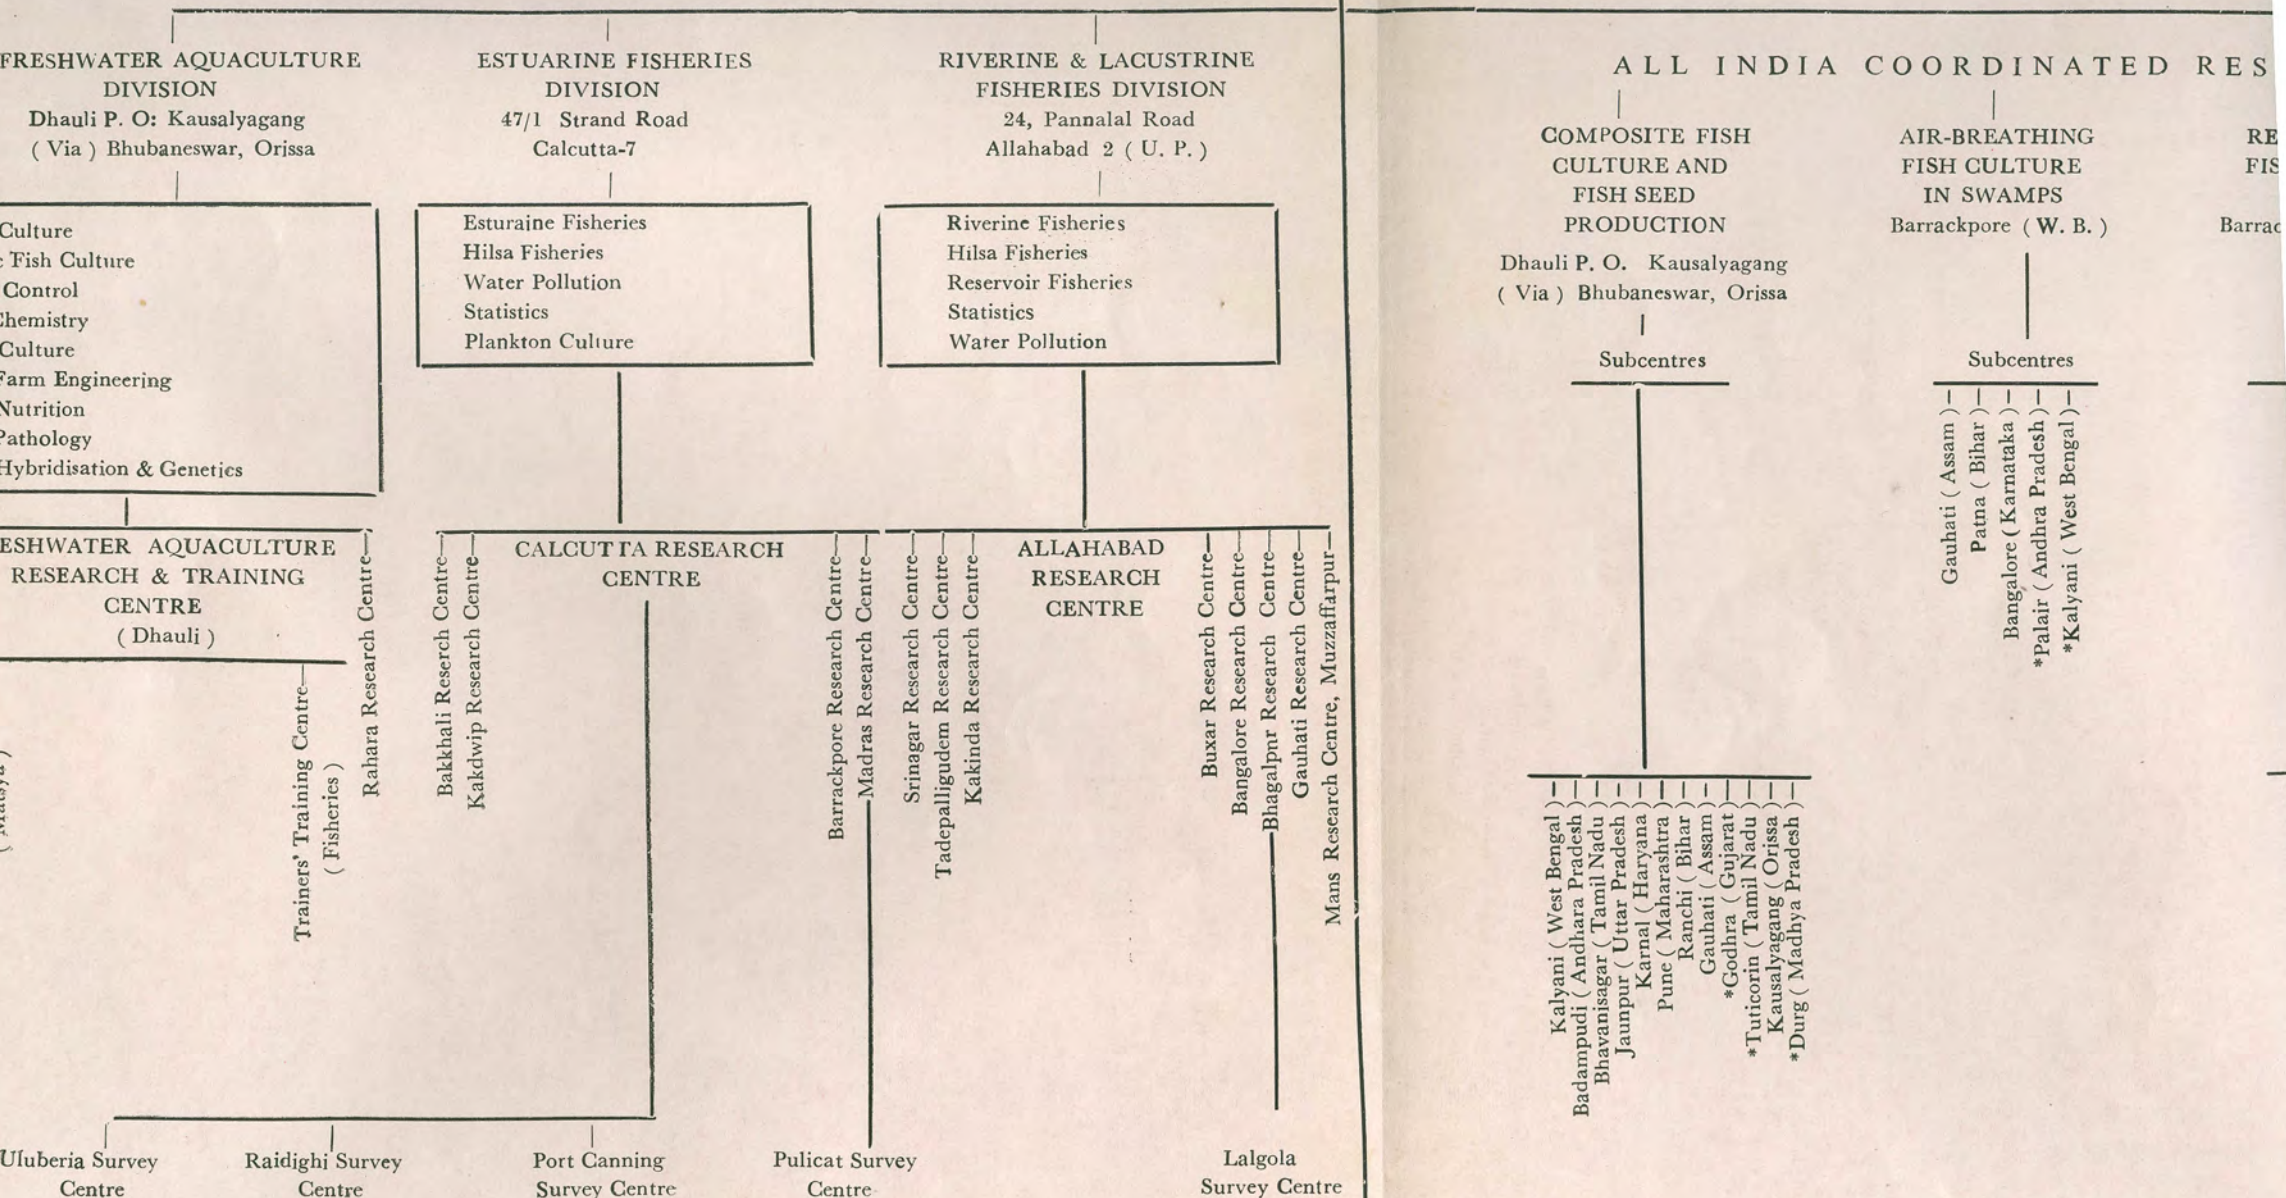 FRESHWATER AQUACULTURE
DIVISION
Dhauli P. O: Kausalyagang
( Via ) Bhubaneswar, Orissa
Culture
Fish Culture
Control
Chemistry
Culture
Farm Engineering
Nutrition
Pathology
Hybridisation & Genetics
ESHWATER AQUACULTURE
RESEARCH & TRAINING
CENTRE
( Dhauli )
Trainers' Training Centre
( Fisheries )
Rahara Research Centre
ESTUARINE FISHERIES
DIVISION
47/1 Strand Road
Calcutta-7
Esturaine Fisheries
Hilsa Fisheries
Water Pollution
Statistics
Plankton Culture
Bakkhali Reserch Centre
Kakdwip Research Centre
CALCUTTA RESEARCH
CENTRE
Barrackpore Research Centre
Madras Research Centre
Uluberia Survey
Centre
Raidighi Survey
Centre
Port Canning
Survey Centre
Pulicat Survey
Centre
RIVERINE & LACUSTRINE
FISHERIES DIVISION
24, Pannalal Road
Allahabad 2 ( U. P. )
Riverine Fisheries
Hilsa Fisheries
Reservoir Fisheries
Statistics
Water Pollution
Srinagar Research Centre
Tadepalligudem Research Centre
Kakinda Research Centre
ALLAHABAD
RESEARCH
CENTRE
Buxar Research Centre
Bangalore Research Centre
Bhagalpnr Research Centre
Gauhati Research Centre
Mans Research Centre, Muzzaffarpur
Lalgola
Survey Centre
ALL INDIA COORDINATED RES
COMPOSITE FISH
CULTURE AND
FISH SEED
PRODUCTION
Dhauli P. O. Kausalyagang
( Via ) Bhubaneswar, Orissa
Subcentres
Kalyani ( West Bengal )
Badampudi ( Andhara Pradesh )
Bhavanisagar ( Tamil Nadu )
Jaunpur ( Uttar Pradesh )
Karnal ( Haryana )
Pune ( Maharashtra )
Ranchi ( Bihar )
Gauhati ( Assam )
*Godhra ( Gujarat )
*Tuticorin ( Tamil Nadu )
Kausalyagang ( Orissa )
*Durg ( Madhya Pradesh )
AIR-BREATHING
FISH CULTURE
IN SWAMPS
Barrackpore ( W. B. )
Subcentres
Gauhati ( Assam )
Patna ( Bihar )
Bangalore ( Karnataka )
*Palair ( Andhra Pradesh )
*Kalyani ( West Bengal )
RE
FIS
Barrac